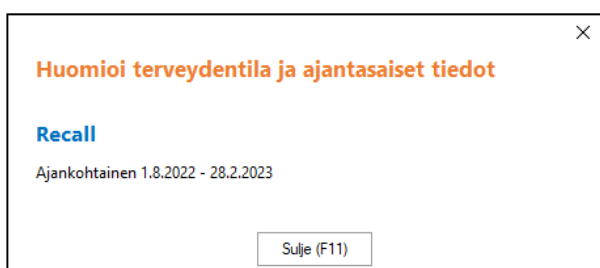 Huomioi terveydentila ja ajantasaiset tiedot
Recall
Ajankohtainen 1.8.2022 - 28.2.2023
Sulje (F11)